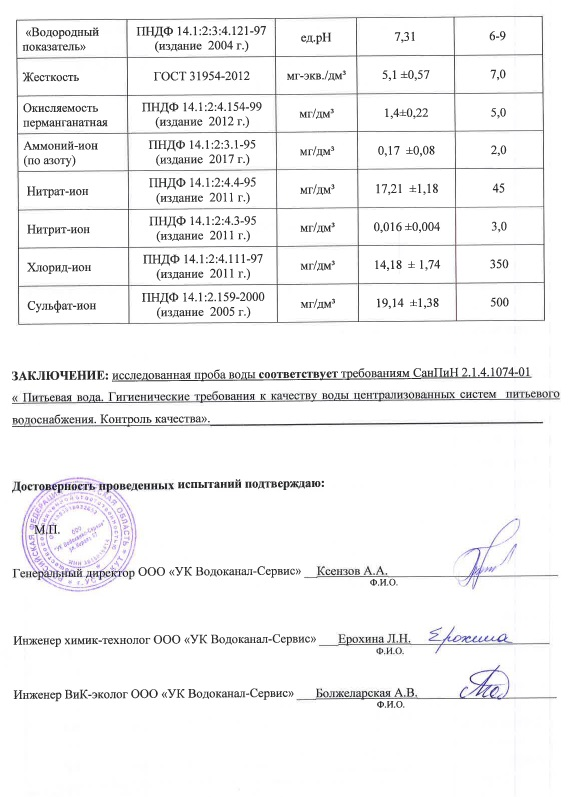 «Водородный показатель» ПНДФ 14.1:2:3:4.121-97 (издание 2004 г.) ед.pH 7,31 6-9
Жесткость ГОСТ 31954-2012 мг-экв./дм³ 5,1 ±0,57 7,0
Окисляемость перманганатная ПНДФ 14.1:2:4.154-99 (издание 2012 г.) мг/дм³ 1,4±0,22 5,0
Аммоний-ион (по азоту) ПНДФ 14.1:2:3.1-95 (издание 2017 г.) мг/дм³ 0,17 ±0,08 2,0
Нитрат-ион ПНДФ 14.1:2:4.4-95 (издание 2011 г.) мг/дм³ 17,21 ±1,18 45
Нитрит-ион ПНДФ 14.1:2:4.3-95 (издание 2011 г.) мг/дм³ 0,016 ±0,004 3,0
Хлорид-ион ПНДФ 14.1:2:4.111-97 (издание 2011 г.) мг/дм³ 14,18 ± 1,74 350
Сульфат-ион ПНДФ 14.1:2.159-2000 (издание 2005 г.) мг/дм³ 19,14 ±1,38 500
ЗАКЛЮЧЕНИЕ: исследованная проба воды соответствует требованиям СанПиН 2.1.4.1074-01
« Питьевая вода. Гигиенические требования к качеству воды централизованных систем питьевого
водоснабжения. Контроль качества».
Достоверность проведенных испытаний подтверждаю:
М.П.
ООО
"УК Водоканал-Сервис"
Генеральный директор ООО «УК Водоканал-Сервис» Ксензов А.А.
Ф.И.О.
Инженер химик-технолог ООО «УК Водоканал-Сервис» Ерохина Л.Н. Ерохина
Ф.И.О.
Инженер ВиК-эколог ООО «УК Водоканал-Сервис» Болжеларская А.В.
Ф.И.О.